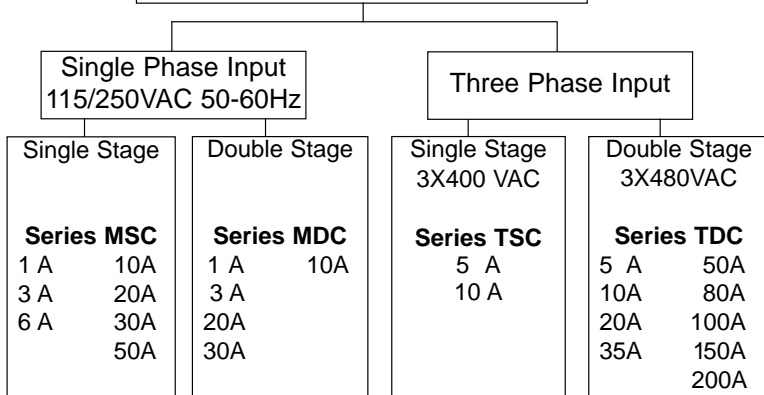 Single Phase Input
115/250VAC 50-60Hz
Three Phase Input
Single Stage
Series MSC
1 A 10A
3 A 20A
6 A 30A
50A
Double Stage
Series MDC
1 A 10A
3 A
20A
30A
Single Stage
3X400 VAC
Series TSC
5 A
10 A
Double Stage
3X480VAC
Series TDC
5 A 50A
10A 80A
20A 100A
35A 150A
200A